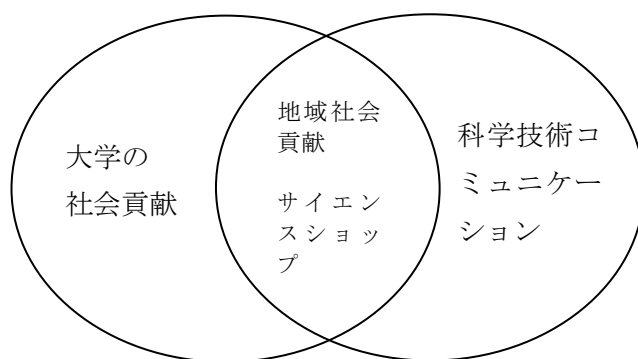 大学の
社会貢献
地域社会
貢献
サイエン
スショッ
プ
科学技術コ
ミュニケー
ション